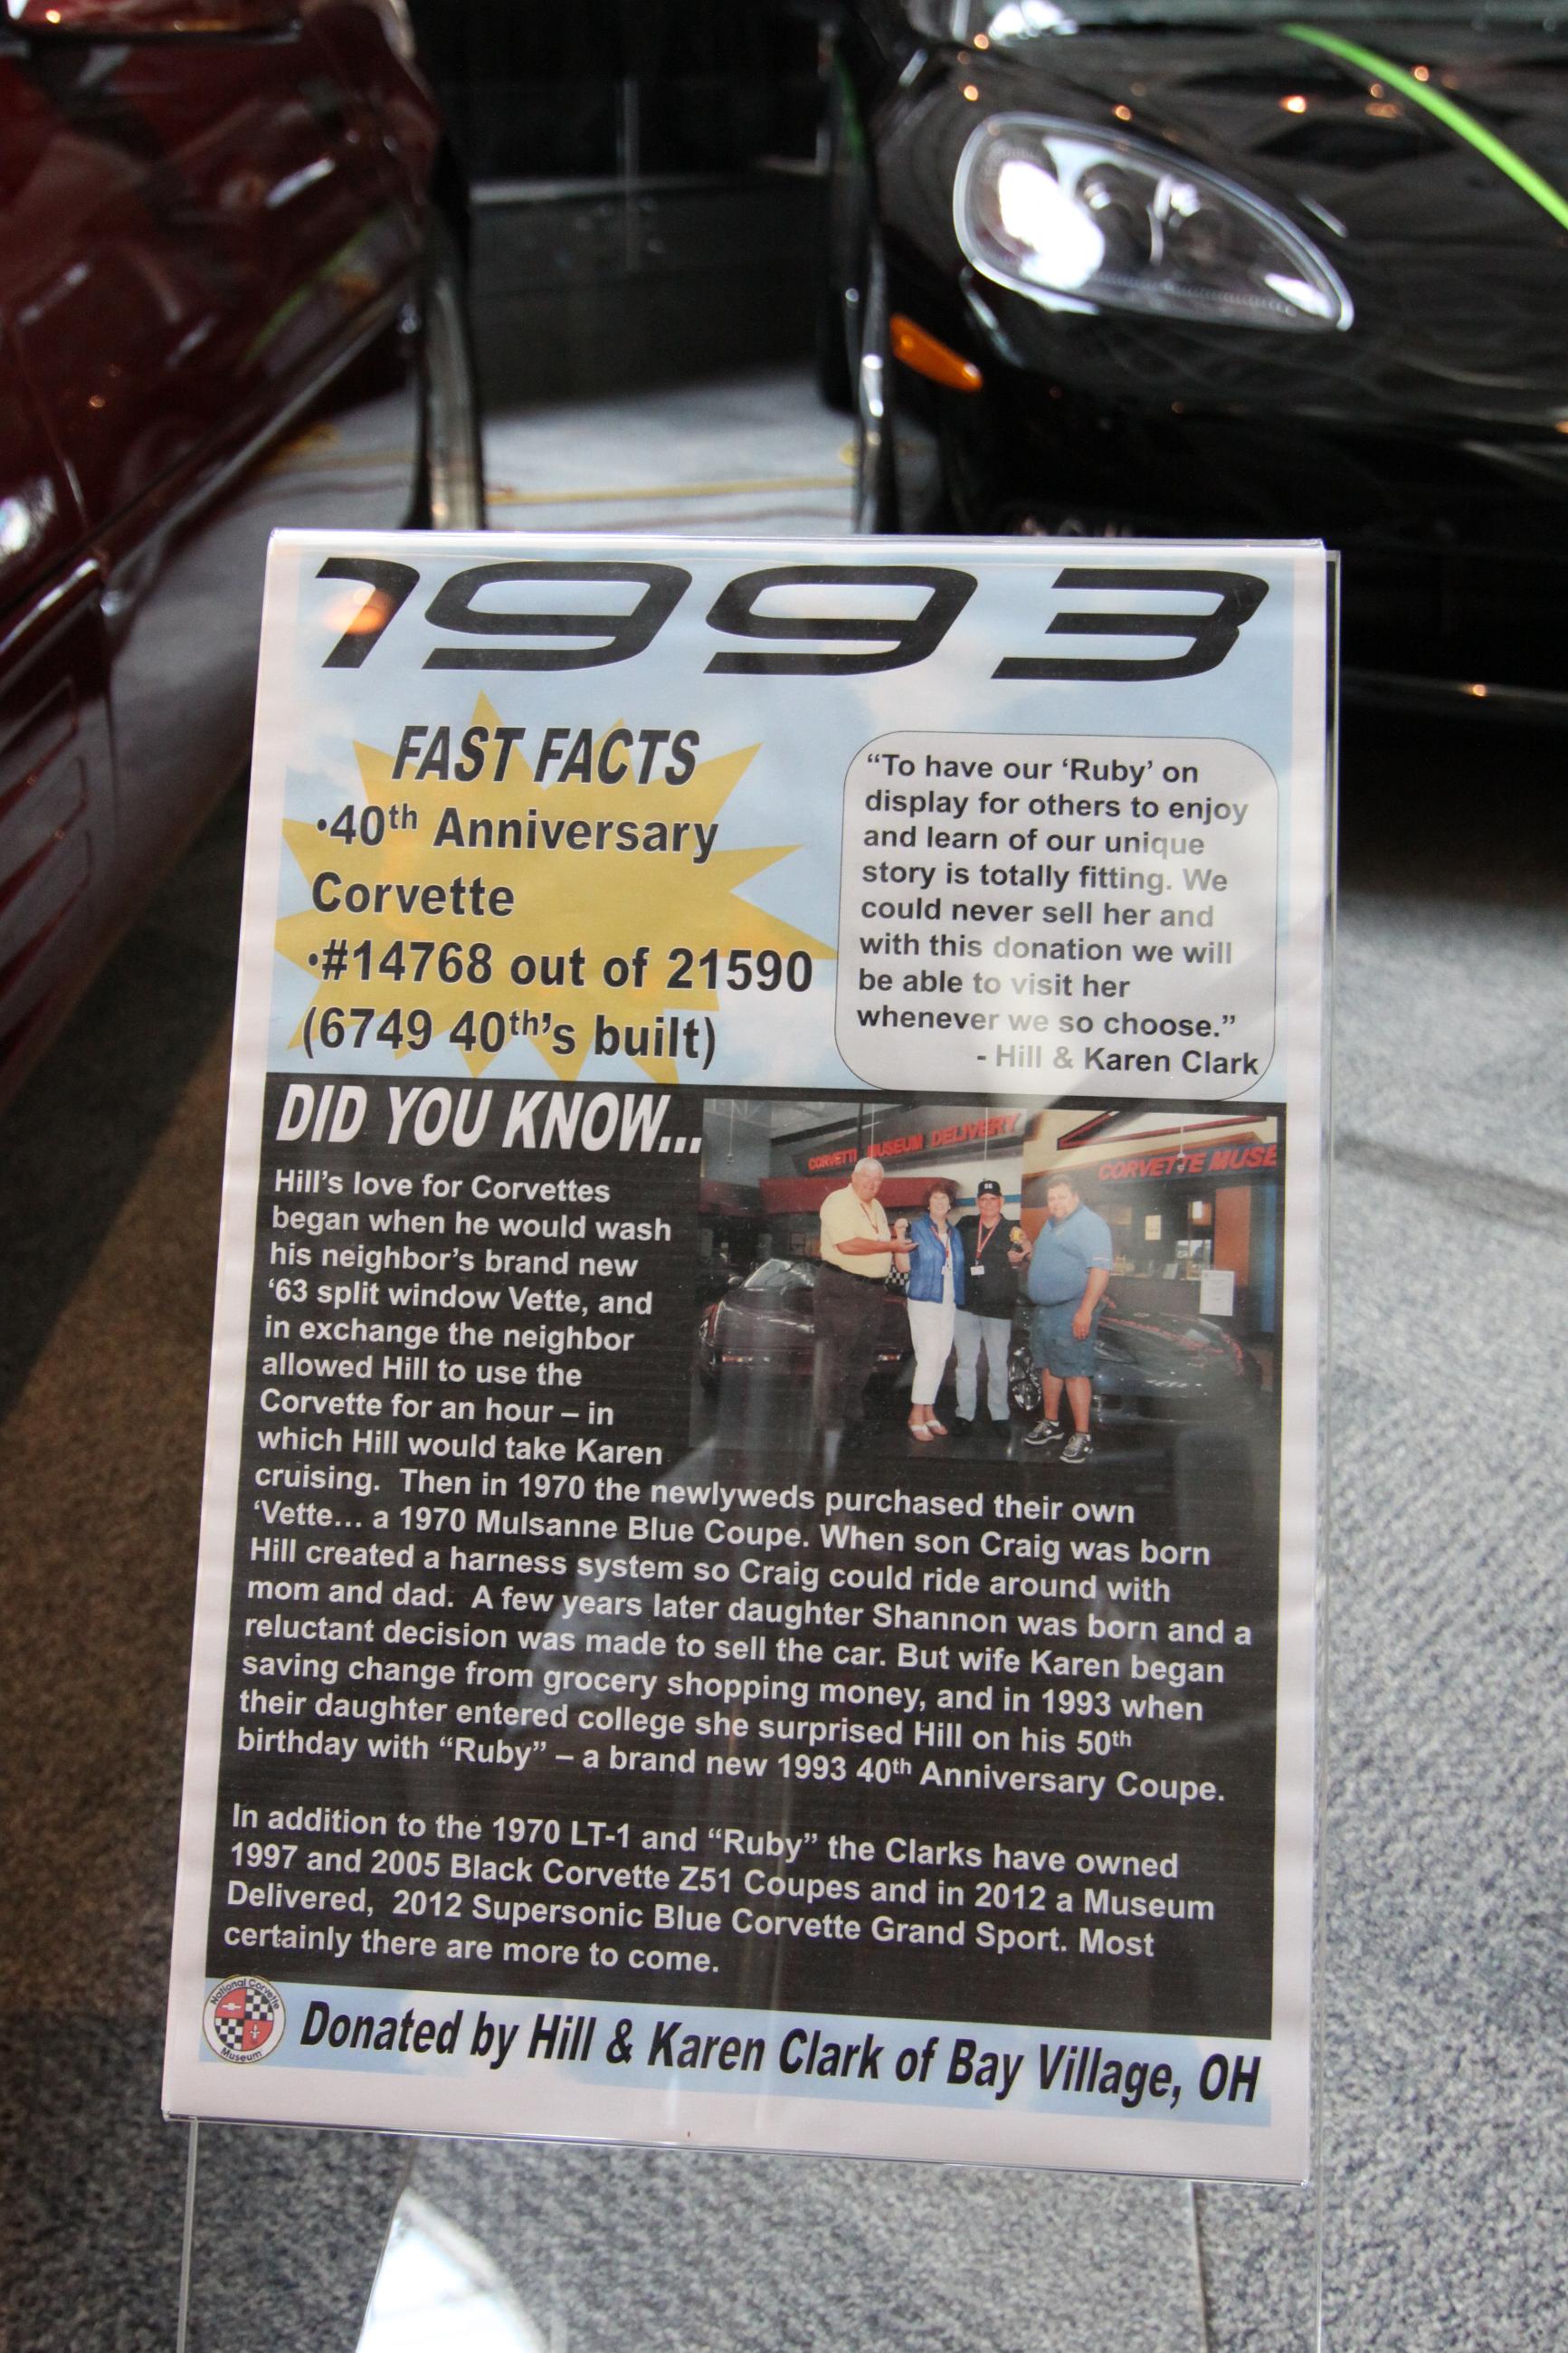 1993
FAST FACTS
•40th Anniversary
Corvette
•#14768 out of 21590
(6749 40th's built)
“To have our ‘Ruby’ on
display for others to enjoy
and learn of our unique
story is totally fitting. We
could never sell her and
with this donation we will
be able to visit her
whenever we so choose.”
- Hill & Karen Clark
DID YOU KNOW...
CORVETTE MUSEUM DELIVERY
CORVETTE MUSE
Hill’s love for Corvettes
began when he would wash
his neighbor’s brand new
‘63 split window Vette, and
in exchange the neighbor
allowed Hill to use the
Corvette for an hour – in
which Hill would take Karen
cruising.  Then in 1970 the newlyweds purchased their own
‘Vette… a 1970 Mulsanne Blue Coupe. When son Craig was born
Hill created a harness system so Craig could ride around with
mom and dad.  A few years later daughter Shannon was born and a
reluctant decision was made to sell the car. But wife Karen began
saving change from grocery shopping money, and in 1993 when
their daughter entered college she surprised Hill on his 50th
birthday with “Ruby” – a brand new 1993 40th Anniversary Coupe.
In addition to the 1970 LT-1 and “Ruby” the Clarks have owned
1997 and 2005 Black Corvette Z51 Coupes and in 2012 a Museum
Delivered,  2012 Supersonic Blue Corvette Grand Sport. Most
certainly there are more to come.
National Corvette
Museum
Donated by Hill & Karen Clark of Bay Village, OH